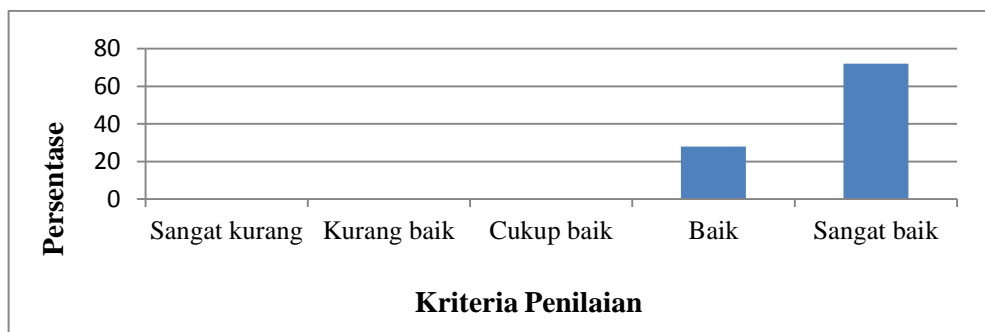 Persentase
80
60
40
20
0
Sangat kurang Kurang baik Cukup baik Baik Sangat baik
Kriteria Penilaian